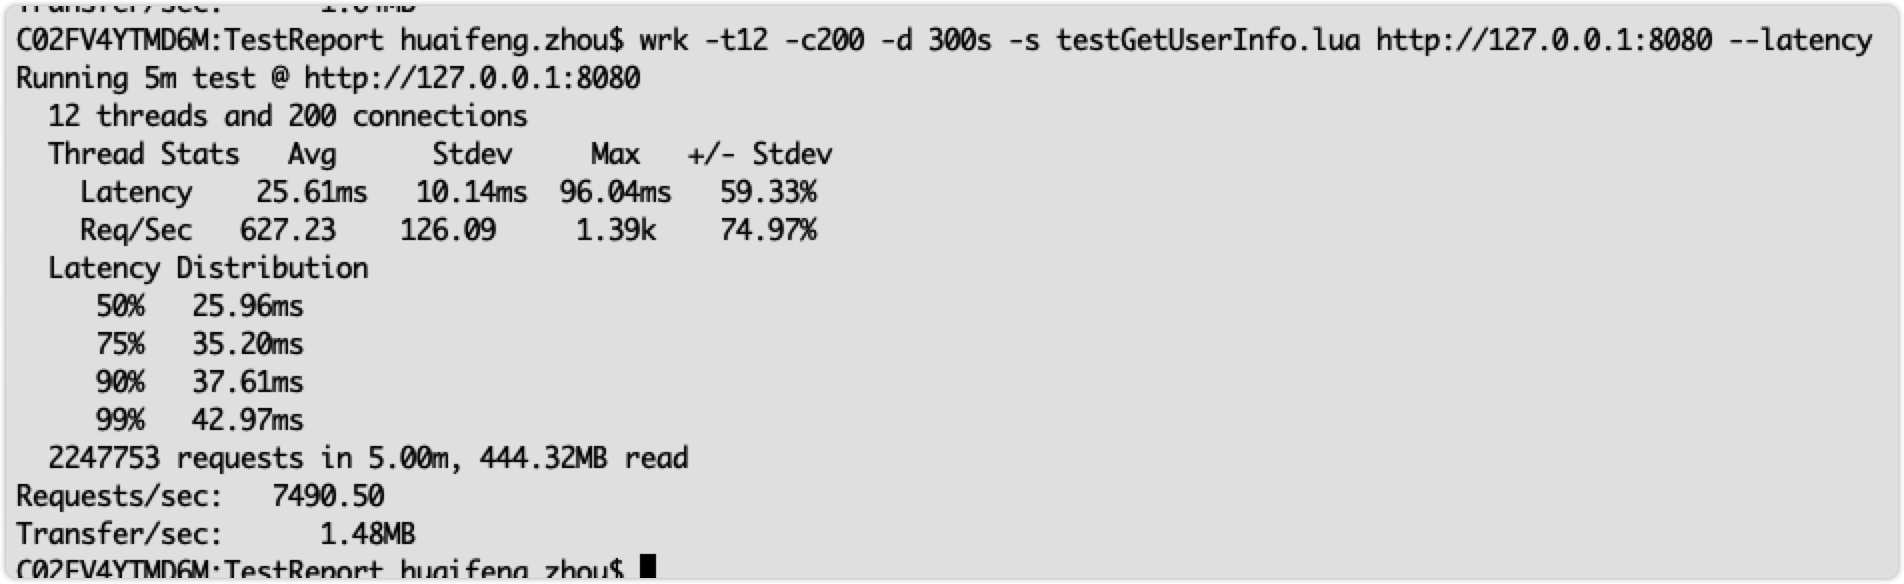 Transfer/sec: 1.64MB
C02FV4YTMD6M:TestReport huaifeng.zhou$ wrk -t12 -c200 -d 300s -s testGetUserInfo.lua http://127.0.0.1:8080 --latency
Running 5m test @ http://127.0.0.1:8080
12 threads and 200 connections
Thread Stats Avg Stdev Max +/- Stdev
Latency 25.61ms 10.14ms 96.04ms 59.33%
Req/Sec 627.23 126.09 1.39k 74.97%
Latency Distribution
50% 25.96ms
75% 35.20ms
90% 37.61ms
99% 42.97ms
2247753 requests in 5.00m, 444.32MB read
Requests/sec: 7490.50
Transfer/sec: 1.48MB
C02FV4YTMD6M:TestReport huaifeng.zhou$